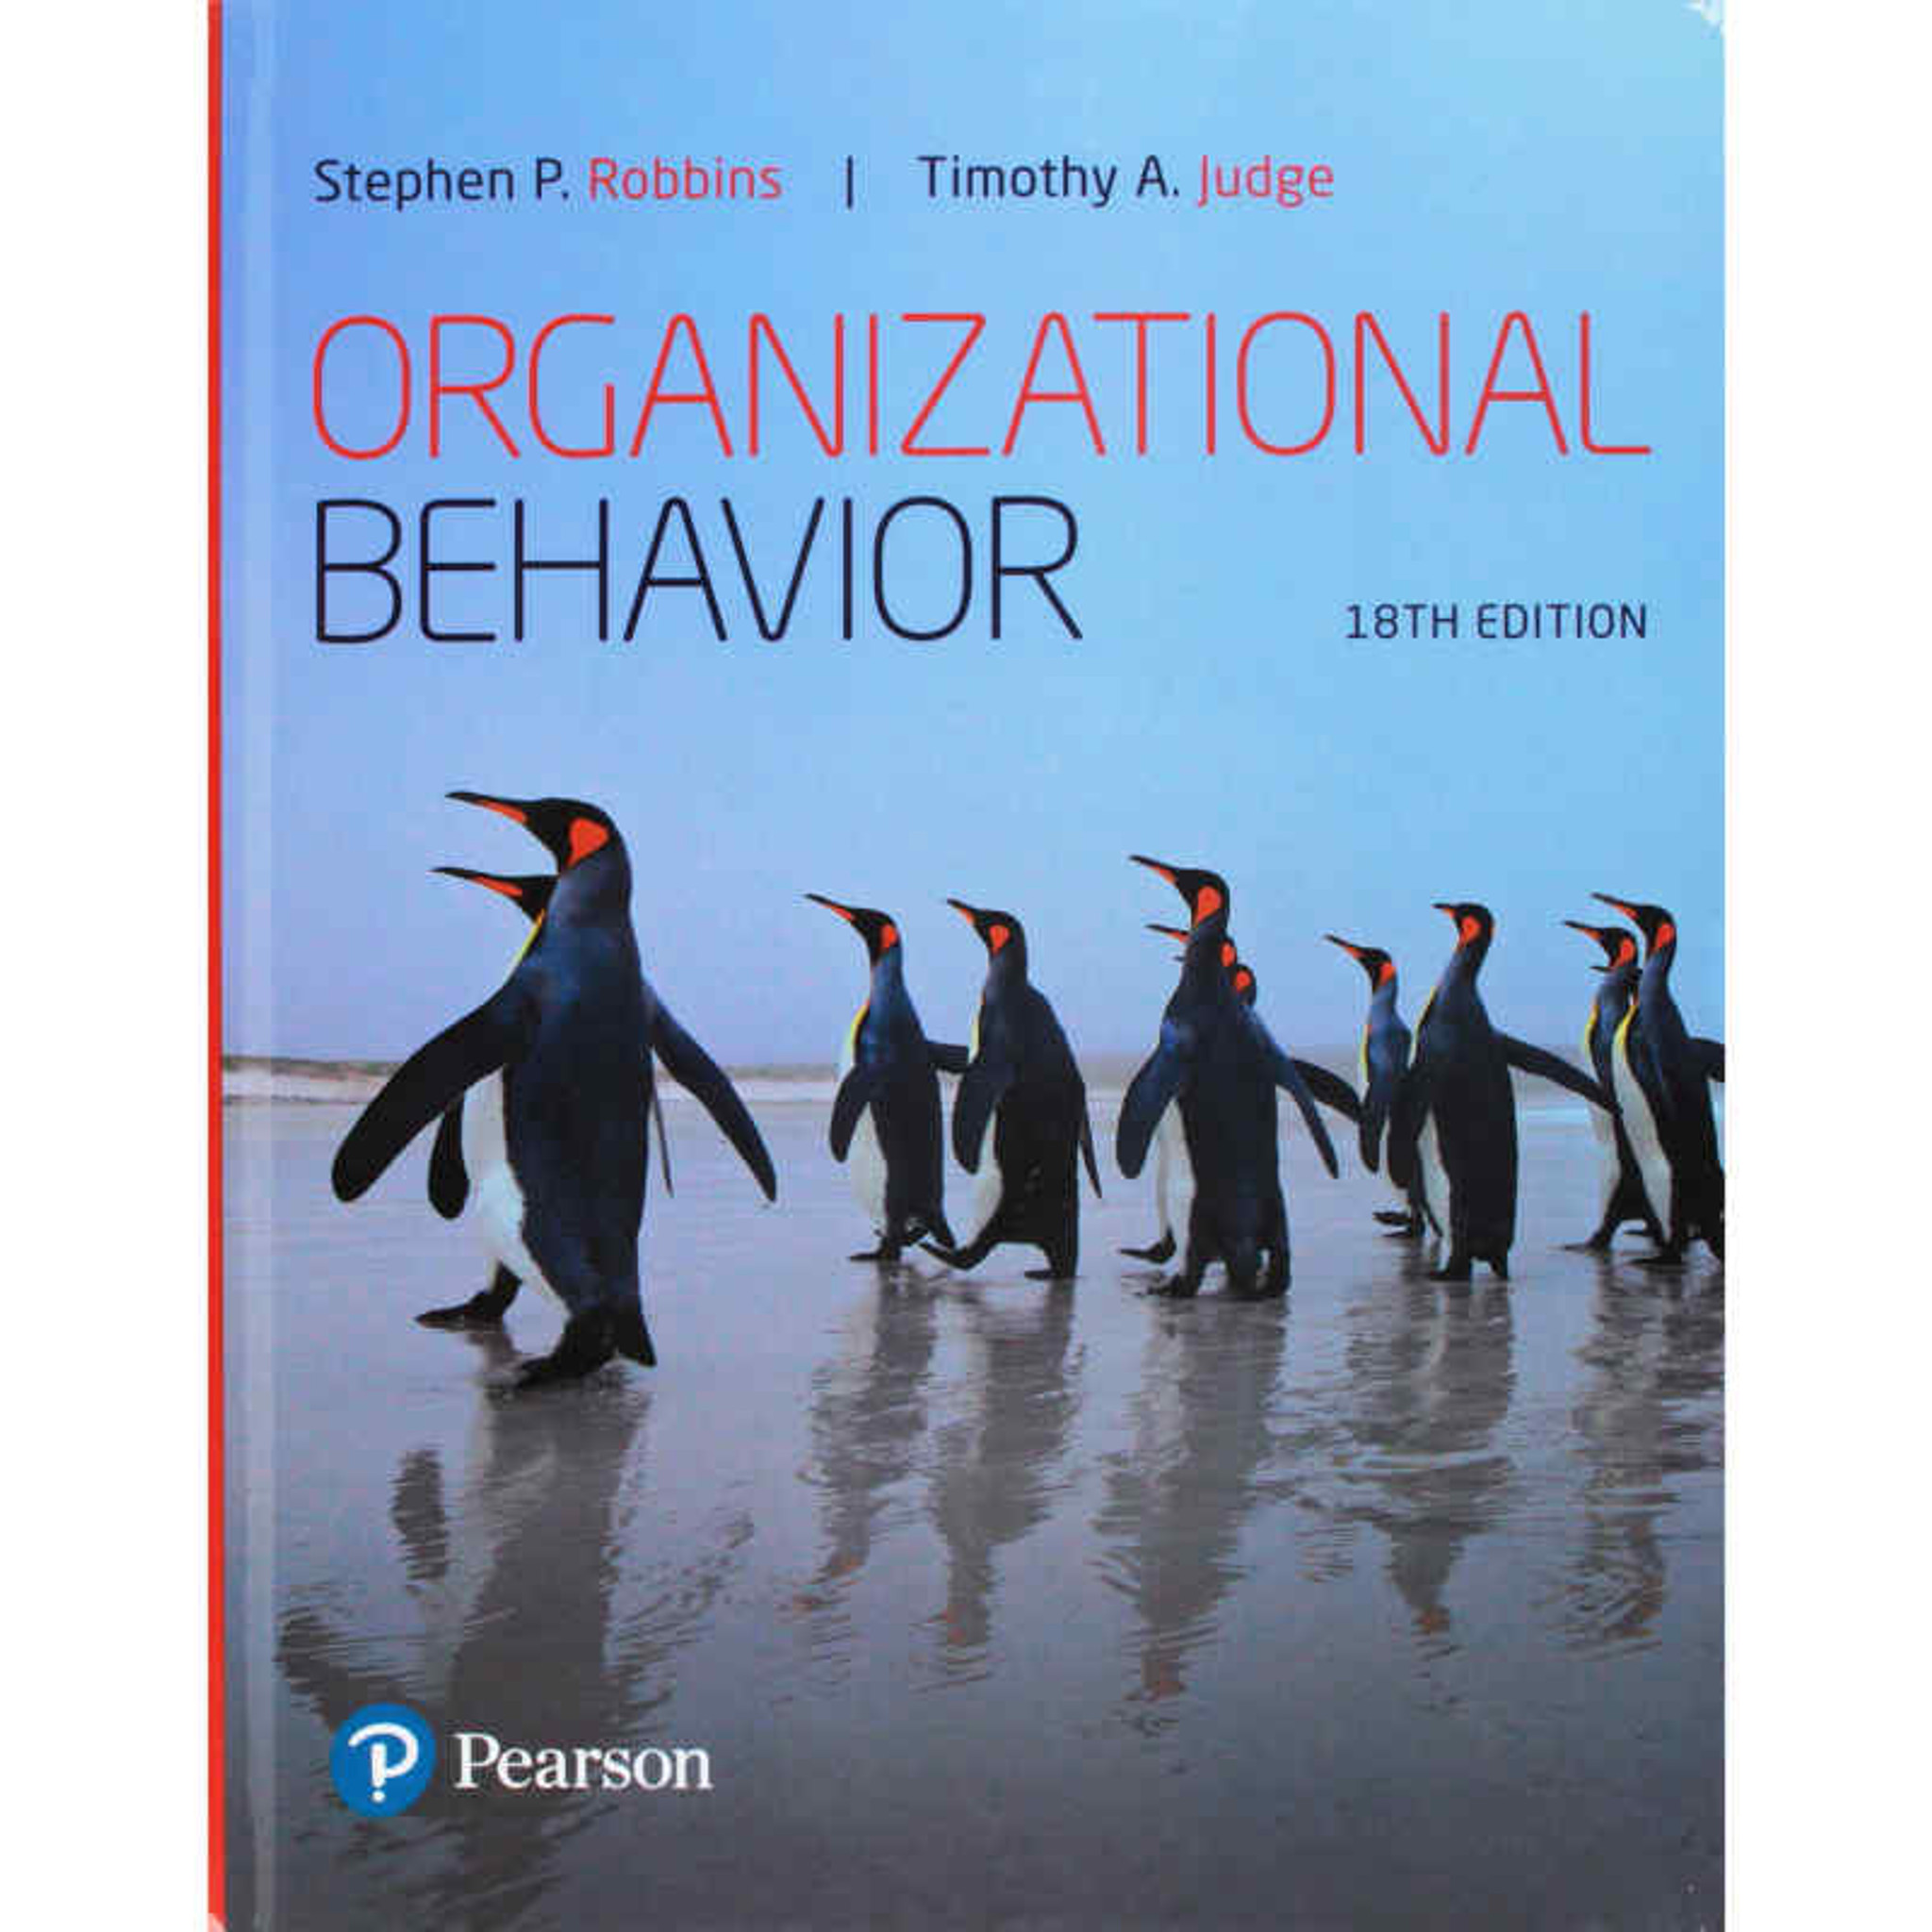 Stephen P. Robbins | Timothy A. Judge
ORGANIZATIONAL
BEHAVIOR
18TH EDITION
Pearson